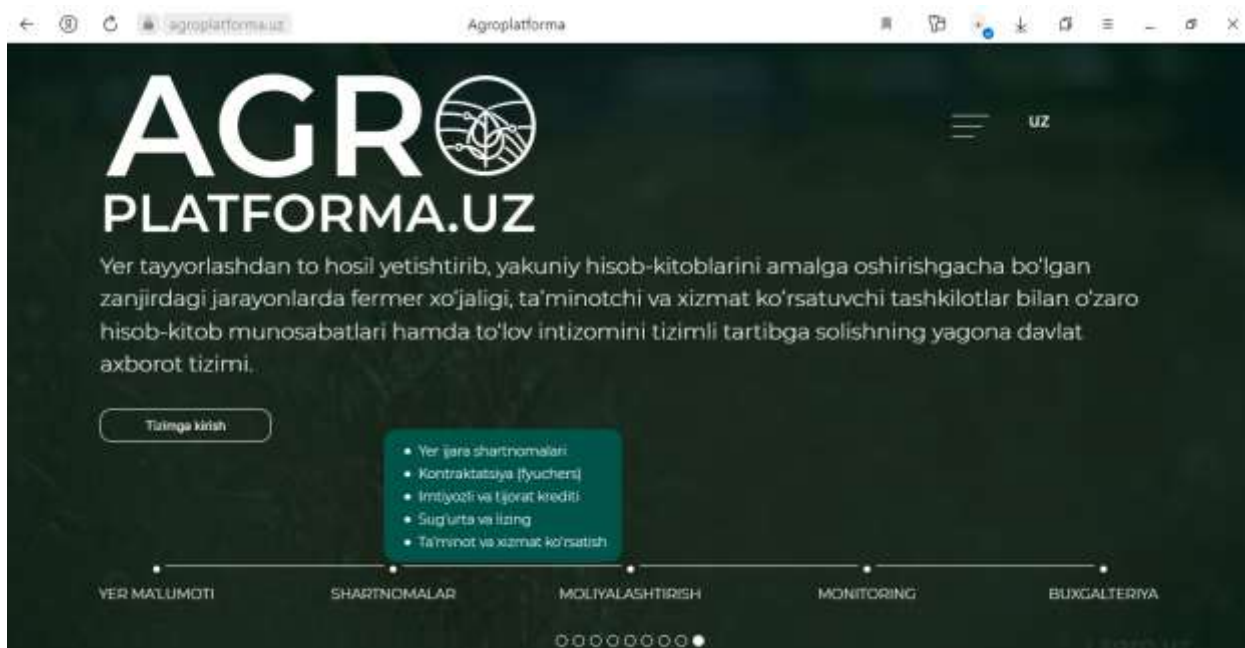 agroplatforma.uz
Agroplatforma
AGRO
UZ
PLATFORMA.UZ
Yer tayyorlashdan to hosil yetishtirib, yakuniy hisob-kitoblarini amalga oshirishgacha bo'lgan
zanjirdagi jarayonlarda fermer xo'jaligi, ta'minotchi va xizmat ko'rsatuvchi tashkilotlar bilan o'zaro
hisob-kitob munosabatlari hamda to'lov intizomini tizimli tartibga solishning yagona davlat
axborot tizimi.
Tizimga kirish
• Yer ijara shartnomalari
• Kontraktatsiya (fyuchers)
• Imtiyozli va tijorat krediti
• Sug'urta va lizing
• Ta'minot va xizmat ko'rsatish
YER MA'LUMOTI
SHARTNOMALAR
MOLIYALASHTIRISH
MONITORING
BUXGALTERIYA